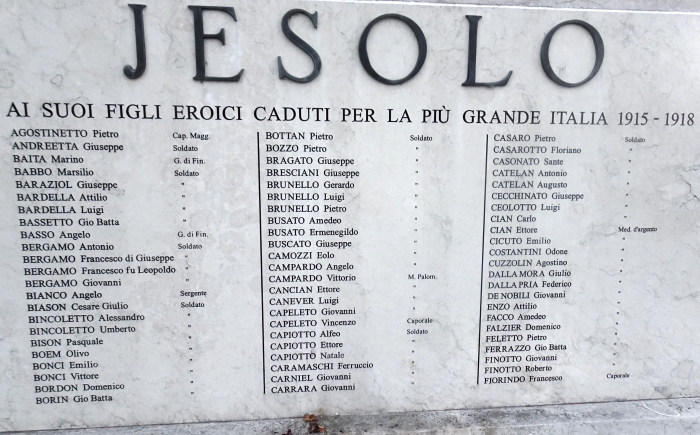 JESOLO
AI SUOI FIGLI EROICI CADUTI PER LA PIÙ GRANDE ITALIA 1915 - 1918
AGOSTINETTO Pietro Cap. Magg.
ANDREETTA Giuseppe Soldato
BAITA Marino G. di Fin.
BABBO Marsilio Soldato
BARAZIOL Giuseppe "
BARDELLA Attilio "
BARDELLA Luigi "
BASSETTO Gio Batta "
BASSO Angelo G. di Fin.
BERGAMO Antonio Soldato
BERGAMO Francesco di Giuseppe "
BERGAMO Francesco fu Leopoldo "
BERGAMO Giovanni "
BIANCO Angelo Sergente
BIASON Cesare Giulio Soldato
BINCOLETTO Alessandro "
BINCOLETTO Umberto "
BISON Pasquale "
BOEM Olivo "
BONCI Emilio "
BONCI Vittore "
BORDON Domenico "
BORIN Gio Batta "
BOTTAN Pietro Soldato
BOZZO Pietro "
BRAGATO Giuseppe "
BRESCIANI Giuseppe "
BRUNELLO Gerardo "
BRUNELLO Luigi "
BRUNELLO Pietro "
BUSATO Amedeo "
BUSATO Ermenegildo "
BUSCATO Giuseppe "
CAMOZZI Eolo "
CAMPARDO Angelo "
CAMPARDO Vittorio M. Palom.
CANCIAN Ettore "
CANEVER Luigi "
CAPELETO Giovanni "
CAPELETO Vincenzo Caporale
CAPIOTTO Alfeo Soldato
CAPIOTTO Ettore "
CAPIOTTO Natale "
CARAMASCHI Ferruccio "
CARNIEL Giovanni "
CARRARA Giovanni "
CASARO Pietro Soldato
CASAROTTO Floriano "
CASONATO Sante "
CATELAN Antonio "
CATELAN Augusto "
CECCHINATO Giuseppe "
CEOLOTTO Luigi "
CIAN Carlo "
CIAN Ettore Med. d'argento
CICUTO Emilio "
COSTANTINI Odone "
CUZZOLIN Agostino "
DALLA MORA Giulio "
DALLA PRIA Federico "
DE NOBILI Giovanni "
ENZO Attilio "
FACCO Amedeo "
FALZIER Domenico "
FELETTO Pietro "
FERRAZZO Gio Batta "
FINOTTO Giovanni "
FINOTTO Roberto "
FIORINDO Francesco Caporale